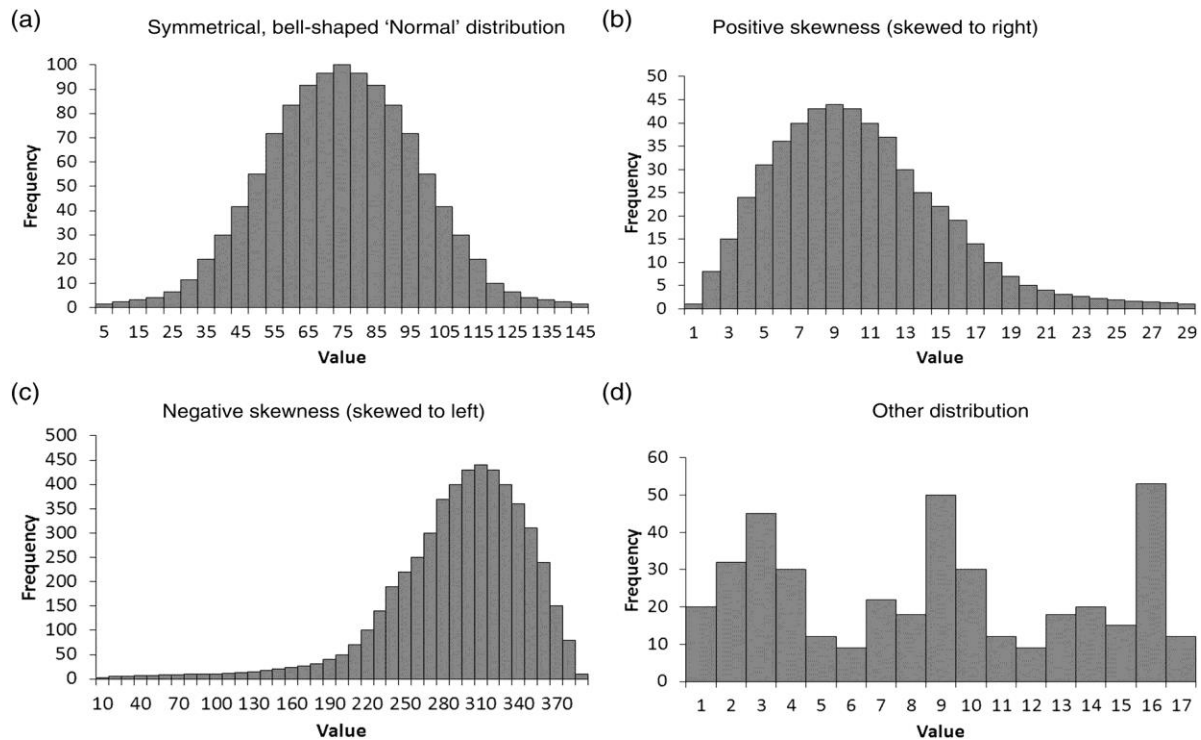 (a)
Symmetrical, bell-shaped ‘Normal’ distribution
100
90
80
70
60
50
40
30
20
10
0
Frequency
5 15 25 35 45 55 65 75 85 95 105 115 125 135 145
Value
(b)
Positive skewness (skewed to right)
50
45
40
35
30
25
20
15
10
5
0
Frequency
1 3 5 7 9 11 13 15 17 19 21 23 25 27 29
Value
(c)
Negative skewness (skewed to left)
500
450
400
350
300
250
200
150
100
50
0
Frequency
10 40 70 100 130 160 190 220 250 280 310 340 370
Value
(d)
Other distribution
60
50
40
30
20
10
0
Frequency
1 2 3 4 5 6 7 8 9 10 11 12 13 14 15 16 17
Value